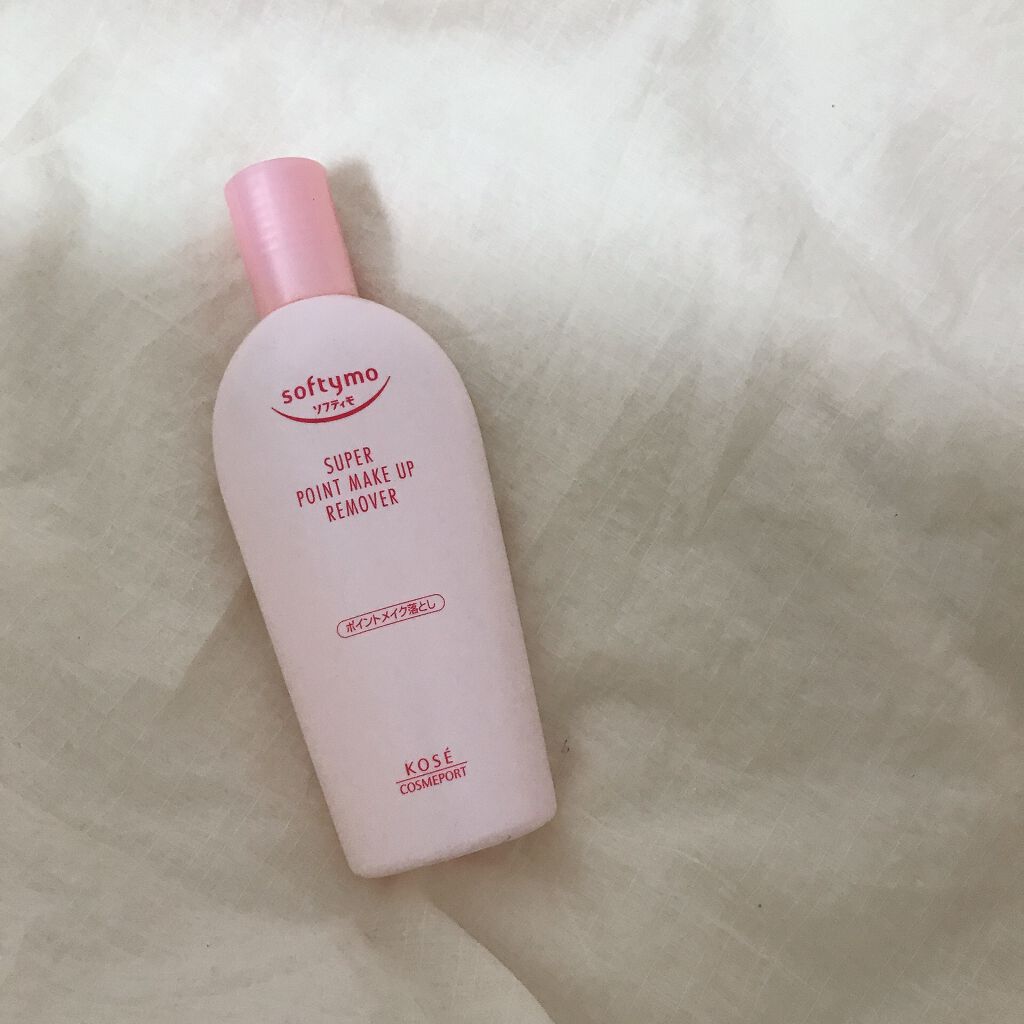 softymo
ソフティモ
SUPER
POINT MAKE UP
REMOVER
ポイントメイク落とし
KOSÉ
COSMEPORT